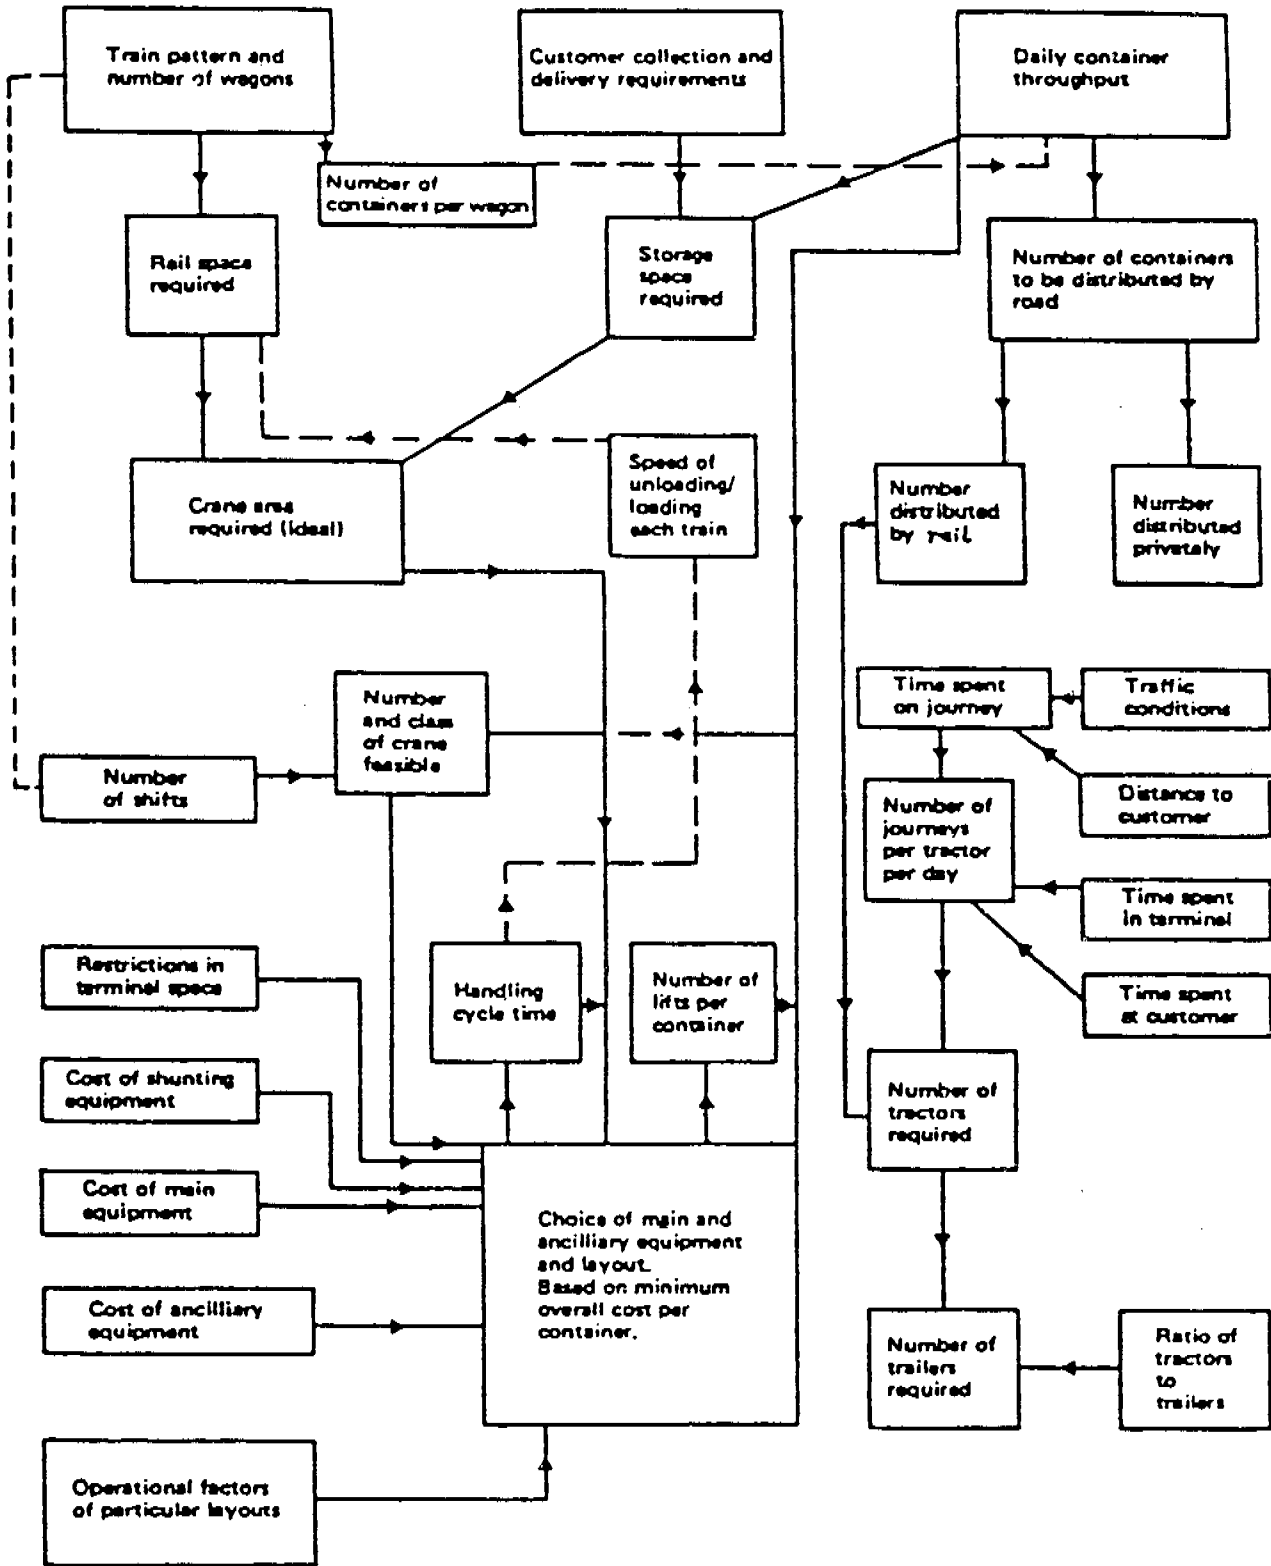 Train pattern and
number of wagons
Customer collection and
delivery requirements
Daily container
throughput
Number of
containers per wagon
Rail space
required
Storage
space
required
Number of containers
to be distributed by
road
Crane area
required (Ideal)
Speed of
unloading/
loading
each train
Number
distributed
by rail
Number
distributed
privately
Number
and class
of crane
feasible
Time spent
on journey
Traffic
conditions
Number
of shifts
Number of
journeys
per tractor
per day
Distance to
customer
Time spent
in terminal
Restrictions in
terminal space
Handling
cycle time
Number of
lifts per
container
Time spent
at customer
Cost of shunting
equipment
Number of
tractors
required
Cost of main
equipment
Choice of main and
ancilliary equipment
and layout.
Based on minimum
overall cost per
container.
Cost of ancilliary
equipment
Number of
trailers
required
Ratio of
tractors
to
trailers
Operational factors
of particular layouts